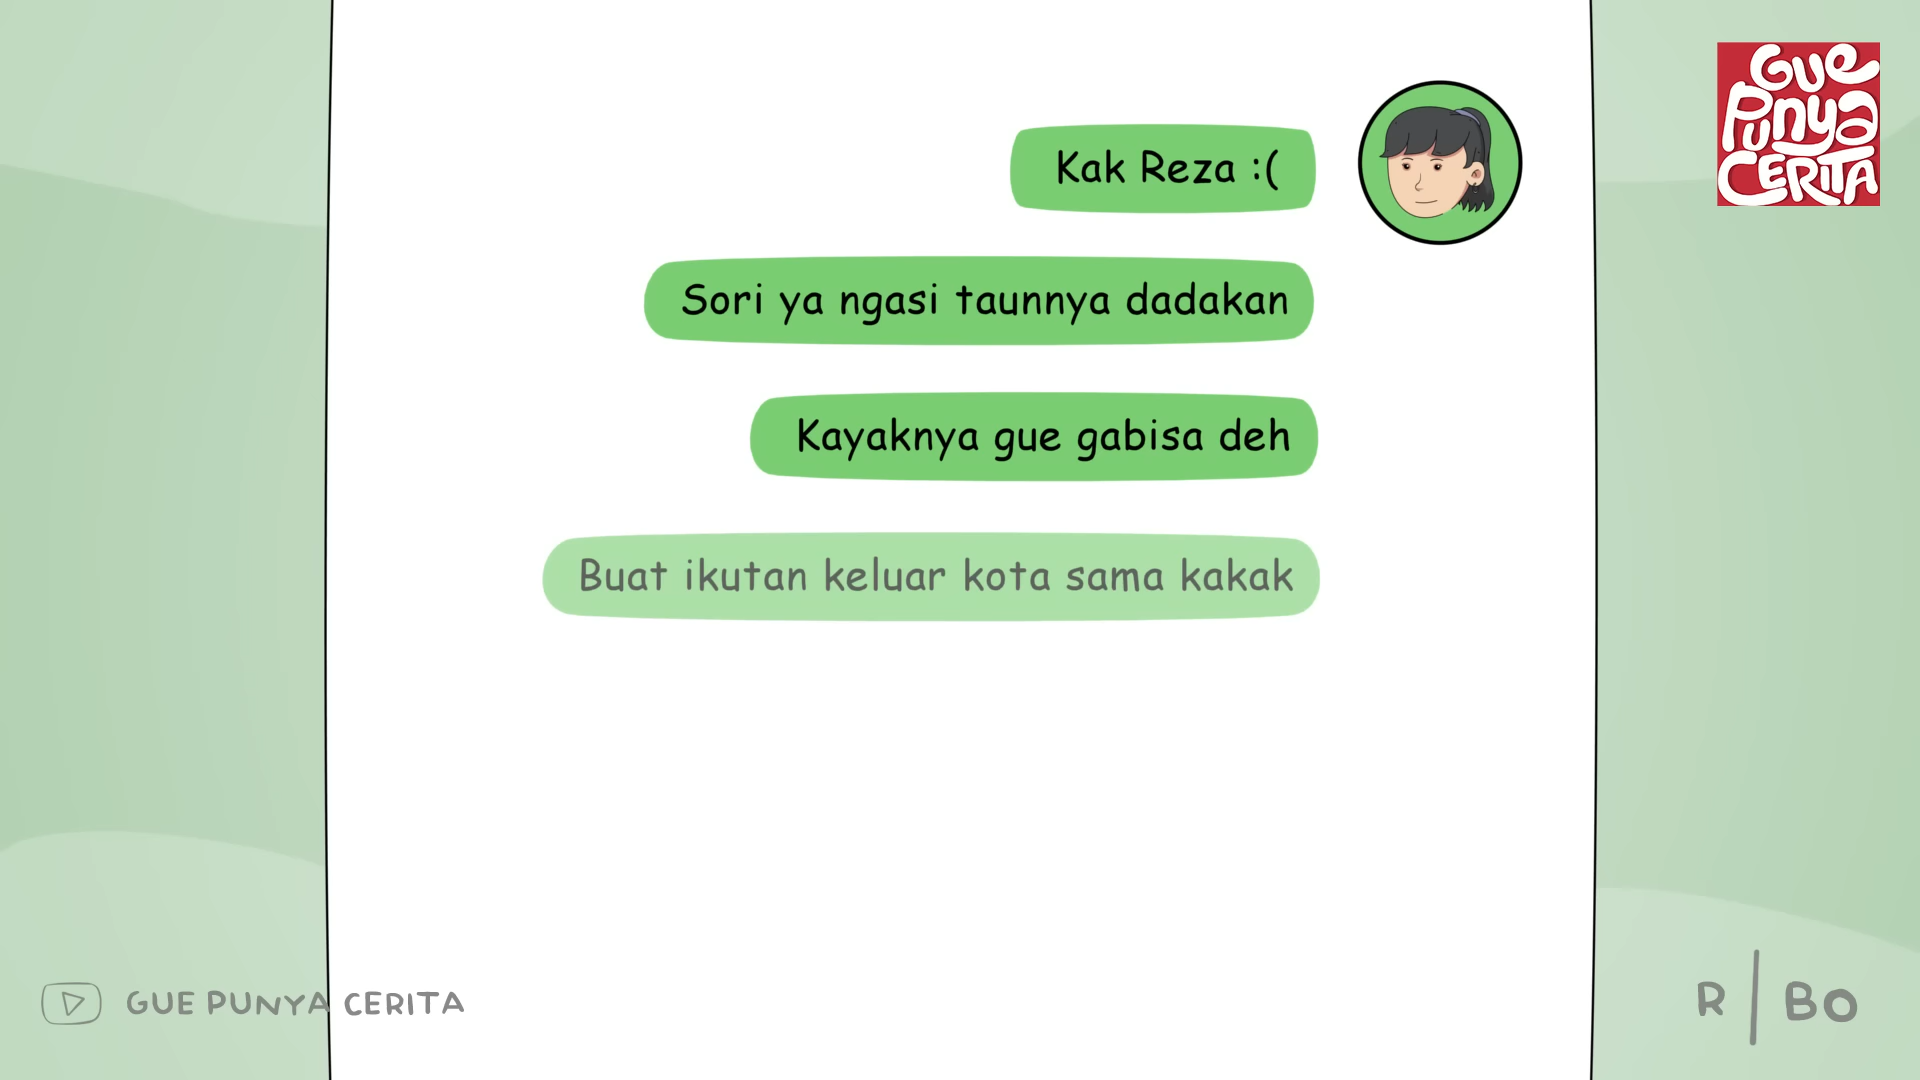 Gue
Punya
CERITA
Kak Reza :(
Sori ya ngasi taunnya dadakan
Kayaknya gue gabisa deh
Buat ikutan keluar kota sama kakak
GUE PUNYA CERITA
R | BO